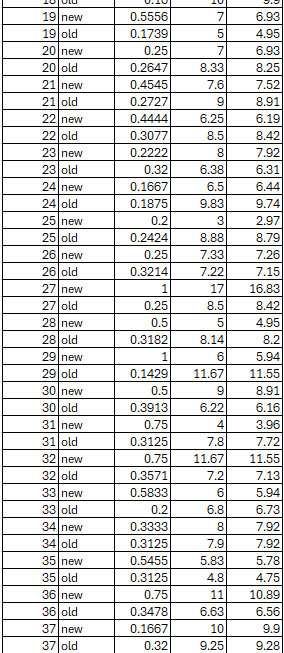 18 old 0.10 10 9.9
19 new 0.5556 7 6.93
19 old 0.1739 5 4.95
20 new 0.25 7 6.93
20 old 0.2647 8.33 8.25
21 new 0.4545 7.6 7.52
21 old 0.2727 9 8.91
22 new 0.4444 6.25 6.19
22 old 0.3077 8.5 8.42
23 new 0.2222 8 7.92
23 old 0.32 6.38 6.31
24 new 0.1667 6.5 6.44
24 old 0.1875 9.83 9.74
25 new 0.2 3 2.97
25 old 0.2424 8.88 8.79
26 new 0.25 7.33 7.26
26 old 0.3214 7.22 7.15
27 new 1 17 16.83
27 old 0.25 8.5 8.42
28 new 0.5 5 4.95
28 old 0.3182 8.14 8.2
29 new 1 6 5.94
29 old 0.1429 11.67 11.55
30 new 0.5 9 8.91
30 old 0.3913 6.22 6.16
31 new 0.75 4 3.96
31 old 0.3125 7.8 7.72
32 new 0.75 11.67 11.55
32 old 0.3571 7.2 7.13
33 new 0.5833 6 5.94
33 old 0.2 6.8 6.73
34 new 0.3333 8 7.92
34 old 0.3125 7.9 7.92
35 new 0.5455 5.83 5.78
35 old 0.3125 4.8 4.75
36 new 0.75 11 10.89
36 old 0.3478 6.63 6.56
37 new 0.1667 10 9.9
37 old 0.32 9.25 9.28